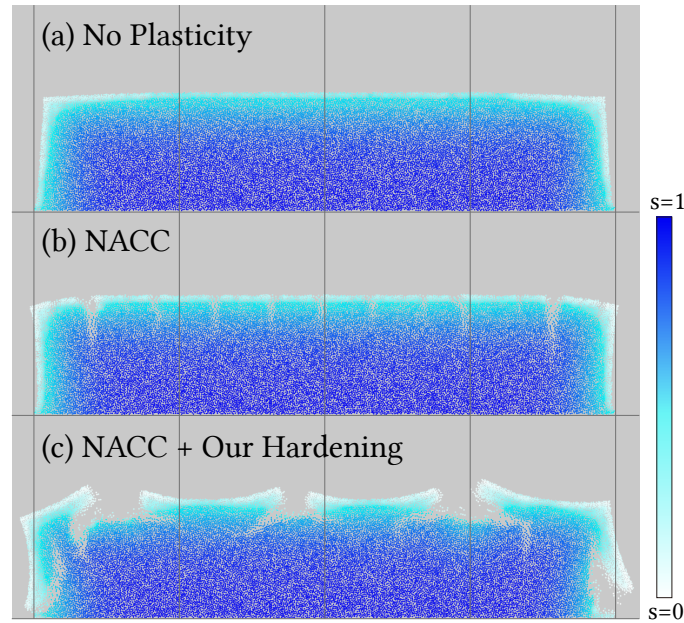 (a) No Plasticity
(b) NACC
(c) NACC + Our Hardening
s=1
s=0